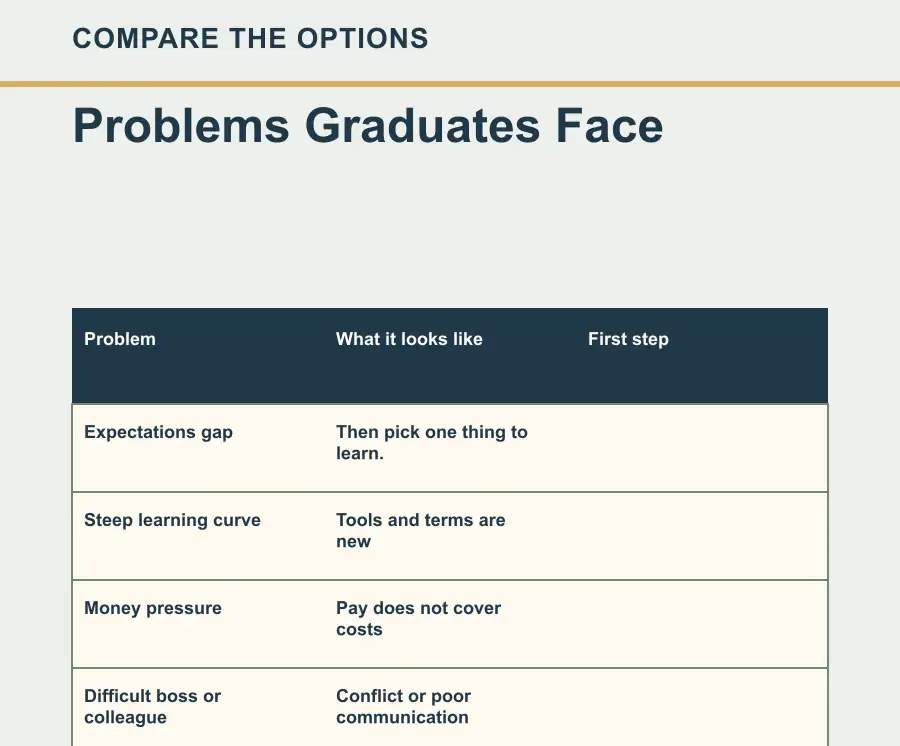 COMPARE THE OPTIONS
Problems Graduates Face
Problem
What it looks like
First step
Expectations gap
Then pick one thing to
learn.
Steep learning curve
Tools and terms are
new
Money pressure
Pay does not cover
costs
Difficult boss or
colleague
Conflict or poor
communication